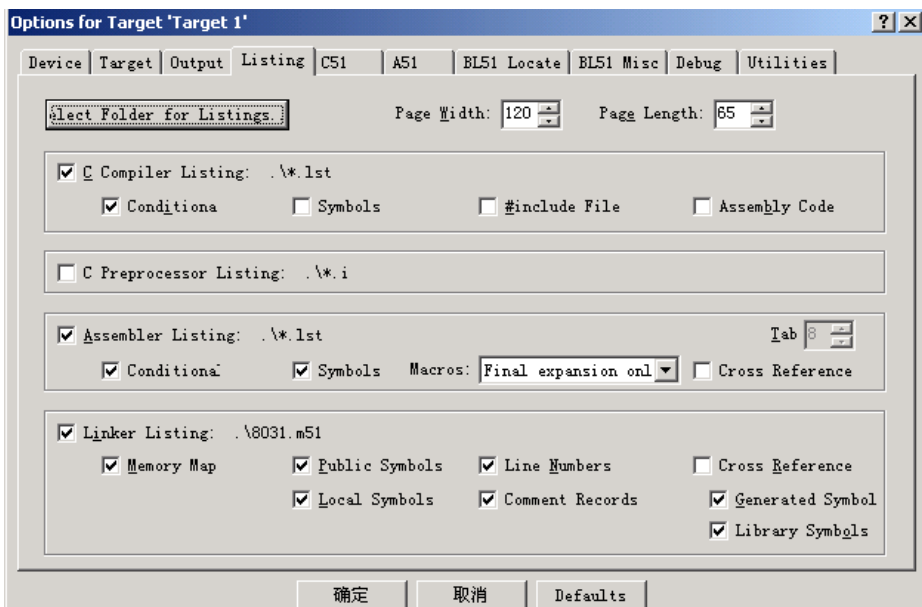 Options for Target 'Target 1'
Device Target Output Listing C51 A51 BL51 Locate BL51 Misc Debug Utilities
elect Folder for Listings. Page Width: 120 Page Length: 65
C Compiler Listing: .\*.lst
Conditiona Symbols #include File Assembly Code
C Preprocessor Listing: .\*.i
Assembler Listing: .\*.lst Tab 8
Conditional Symbols Macros: Final expansion onl Cross Reference
Linker Listing: .\8031.m51
Memory Map Public Symbols Line Numbers Cross Reference
Local Symbols Comment Records Generated Symbol
Library Symbols
确定 取消 Defaults